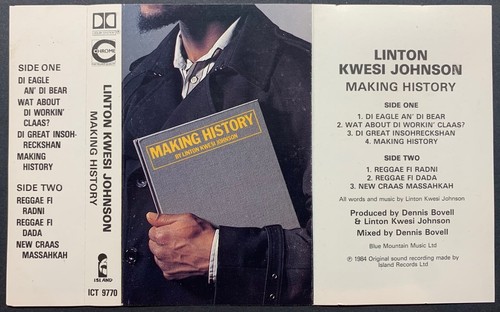 DOLBY SYSTEM
CHROME
SIDE ONE
DI EAGLE
AN' DI BEAR
WAT ABOUT
DI WORKIN'
CLAAS?
DI GREAT INSOH-
RECKSHAN
MAKING
HISTORY
SIDE TWO
REGGAE FI
RADNI
REGGAE FI
DADA
NEW CRAAS
MASSAHKAH
LINTON KWESI JOHNSON
MAKING HISTORY
ISLAND
ICT 9770
MAKING HISTORY
BY LINTON KWESI JOHNSON
LINTON
KWESI JOHNSON
MAKING HISTORY
SIDE ONE
1. DI EAGLE AN' DI BEAR
2. WAT ABOUT DI WORKIN' CLAAS?
3. DI GREAT INSOHRECKSHAN
4. MAKING HISTORY
SIDE TWO
1. REGGAE FI RADNI
2. REGGAE FI DADA
3. NEW CRAAS MASSAHKAH
All words and music by Linton Kwesi Johnson
Produced by Dennis Bovell
& Linton Kwesi Johnson
Mixed by Dennis Bovell
Blue Mountain Music Ltd
℗ 1984 Original sound recording made by
Island Records Ltd